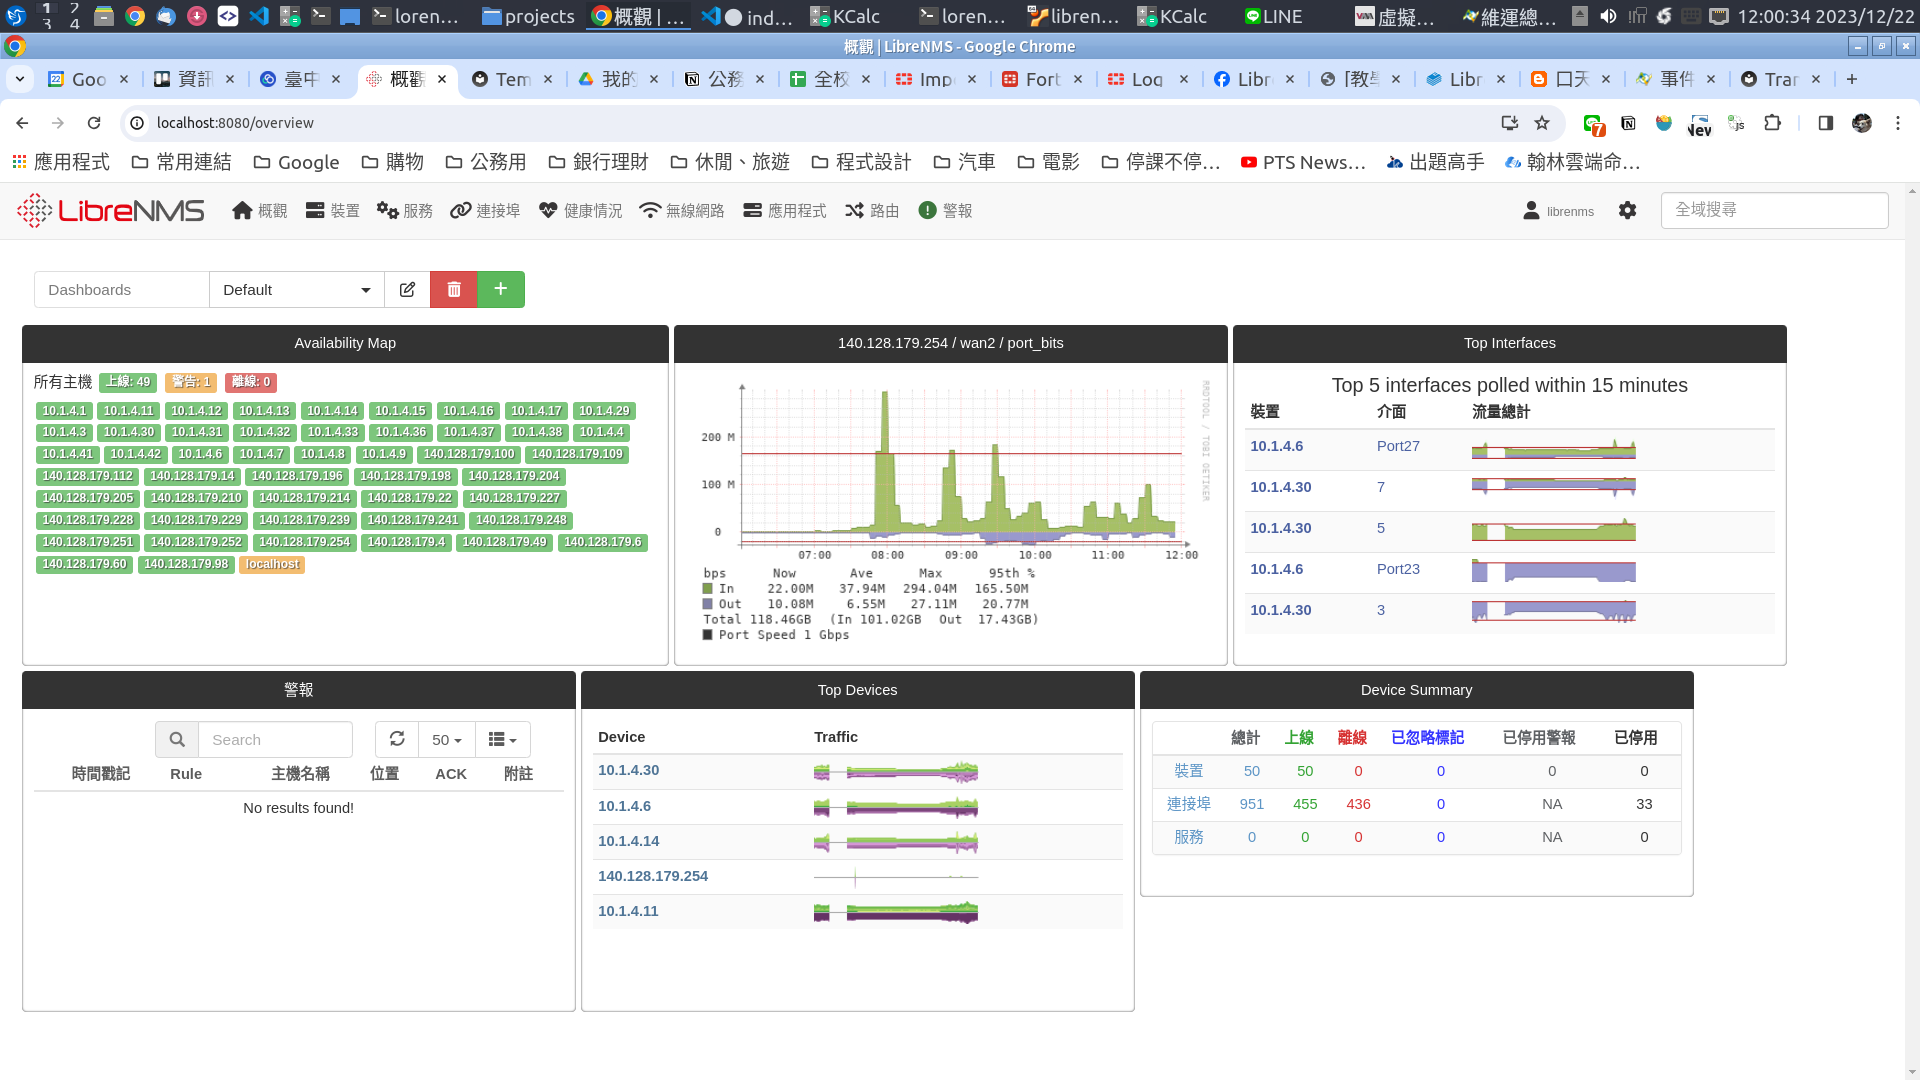 1 2
3 4
loren… projects 概觀 | … ind… KCalc loren… libren… KCalc LINE 虛擬… 維運總… 12:00:34 2023/12/22
概觀 | LibreNMS - Google Chrome
Goo 資訊 臺中 概觀 Tem 我的 公務 全校 Imp Fort Log Libr Libr 口天 事件 Tran
localhost:8080/overview
應用程式 常用連結 Google 購物 公務用 銀行理財 休閒、旅遊 程式設計 汽車 電影 停課不停… PTS News… 出題高手 翰林雲端命…
LibreNMS 概觀 裝置 服務 連接埠 健康情況 無線網路 應用程式 路由 警報 librenms 全域搜尋
Dashboards Default
Availability Map
所有主機 上線: 49 警告: 1 離線: 0
10.1.4.1 10.1.4.11 10.1.4.12 10.1.4.13 10.1.4.14 10.1.4.15 10.1.4.16 10.1.4.17 10.1.4.29
10.1.4.3 10.1.4.30 10.1.4.31 10.1.4.32 10.1.4.33 10.1.4.36 10.1.4.37 10.1.4.38 10.1.4.4
10.1.4.41 10.1.4.42 10.1.4.6 10.1.4.7 10.1.4.8 10.1.4.9 140.128.179.100 140.128.179.109
140.128.179.112 140.128.179.14 140.128.179.196 140.128.179.198 140.128.179.204
140.128.179.205 140.128.179.210 140.128.179.214 140.128.179.22 140.128.179.227
140.128.179.228 140.128.179.229 140.128.179.239 140.128.179.241 140.128.179.248
140.128.179.251 140.128.179.252 140.128.179.254 140.128.179.4 140.128.179.49 140.128.179.6
140.128.179.60 140.128.179.98 localhost
140.128.179.254 / wan2 / port_bits
RRDTOOL / TOBI OETIKER
200 M
100 M
0
07:00 08:00 09:00 10:00 11:00 12:00
bps Now Ave Max 95th %
In 22.00M 37.94M 294.04M 165.50M
Out 10.08M 6.55M 27.11M 20.77M
Total 118.46GB (In 101.02GB Out 17.43GB)
Port Speed 1 Gbps
Top Interfaces
Top 5 interfaces polled within 15 minutes
裝置 介面 流量總計
10.1.4.6 Port27
10.1.4.30 7
10.1.4.30 5
10.1.4.6 Port23
10.1.4.30 3
警報
Search 50
時間戳記 Rule 主機名稱 位置 ACK 附註
No results found!
Top Devices
Device Traffic
10.1.4.30
10.1.4.6
10.1.4.14
140.128.179.254
10.1.4.11
Device Summary
總計 上線 離線 已忽略標記 已停用警報 已停用
裝置 50 50 0 0 0 0
連接埠 951 455 436 0 NA 33
服務 0 0 0 0 NA 0